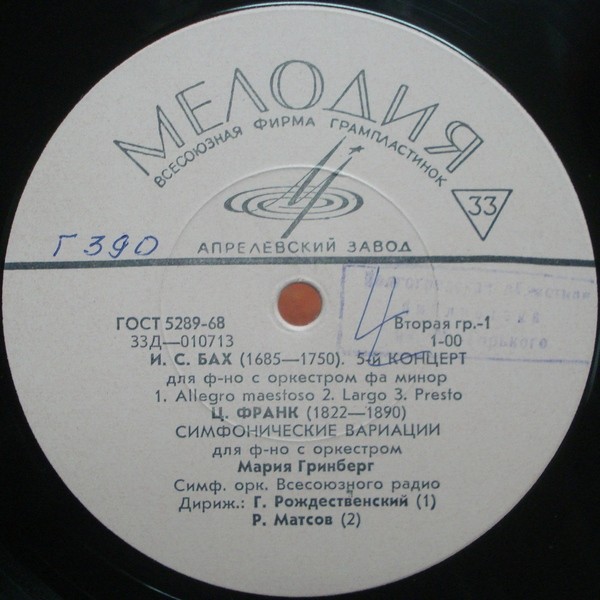 МЕЛОДИЯ
ВСЕСОЮЗНАЯ ФИРМА ГРАМПЛАСТИНОК
33
Г 390
АПРЕЛЕВСКИЙ ЗАВОД
4
ГОСТ 5289-68
Вторая гр.-1
33Д—010713
1-00
И. С. БАХ (1685—1750). 5-й КОНЦЕРТ
для ф-но с оркестром фа минор
1. Allegro maestoso 2. Largo 3. Presto
Ц. ФРАНК (1822—1890)
СИМФОНИЧЕСКИЕ ВАРИАЦИИ
для ф-но с оркестром
Мария Гринберг
Симф. орк. Всесоюзного радио
Дириж.: Г. Рождественский (1)
Р. Матсов (2)